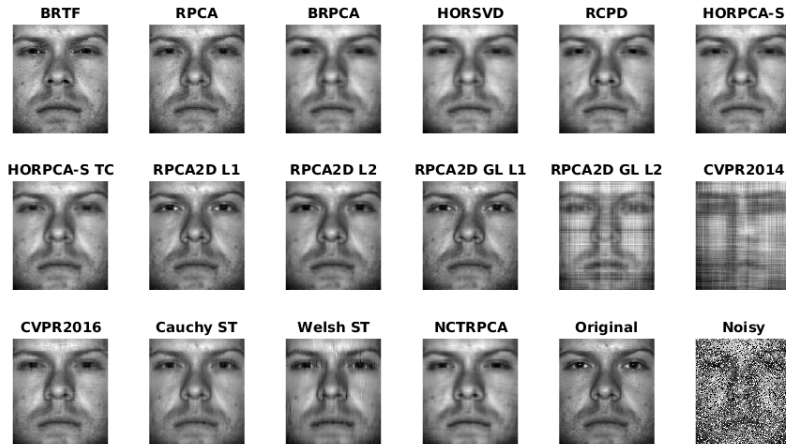 BRTF RPCA BRPCA HORSVD RCPD HORPCA-S
HORPCA-S TC RPCA2D L1 RPCA2D L2 RPCA2D GL L1 RPCA2D GL L2 CVPR2014
CVPR2016 Cauchy ST Welsh ST NCTRPCA Original Noisy